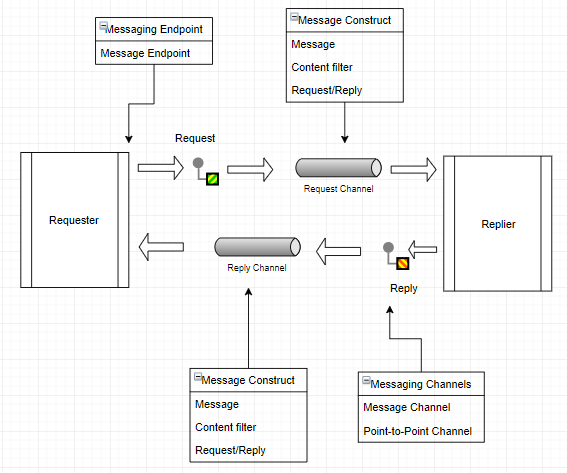 Messaging Endpoint
Message Endpoint
Message Construct
Message
Content filter
Request/Reply
Request
Requester
Request Channel
Replier
Reply Channel
Reply
Message Construct
Message
Content filter
Request/Reply
Messaging Channels
Message Channel
Point-to-Point Channel